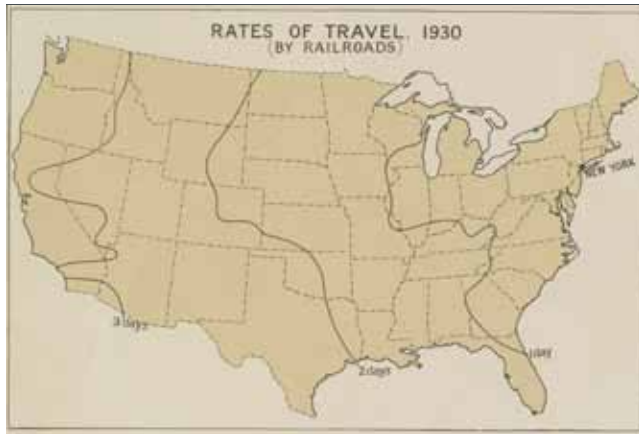 RATES OF TRAVEL, 1930
(BY RAILROADS)
NEW YORK
3 days
2 days
1 day